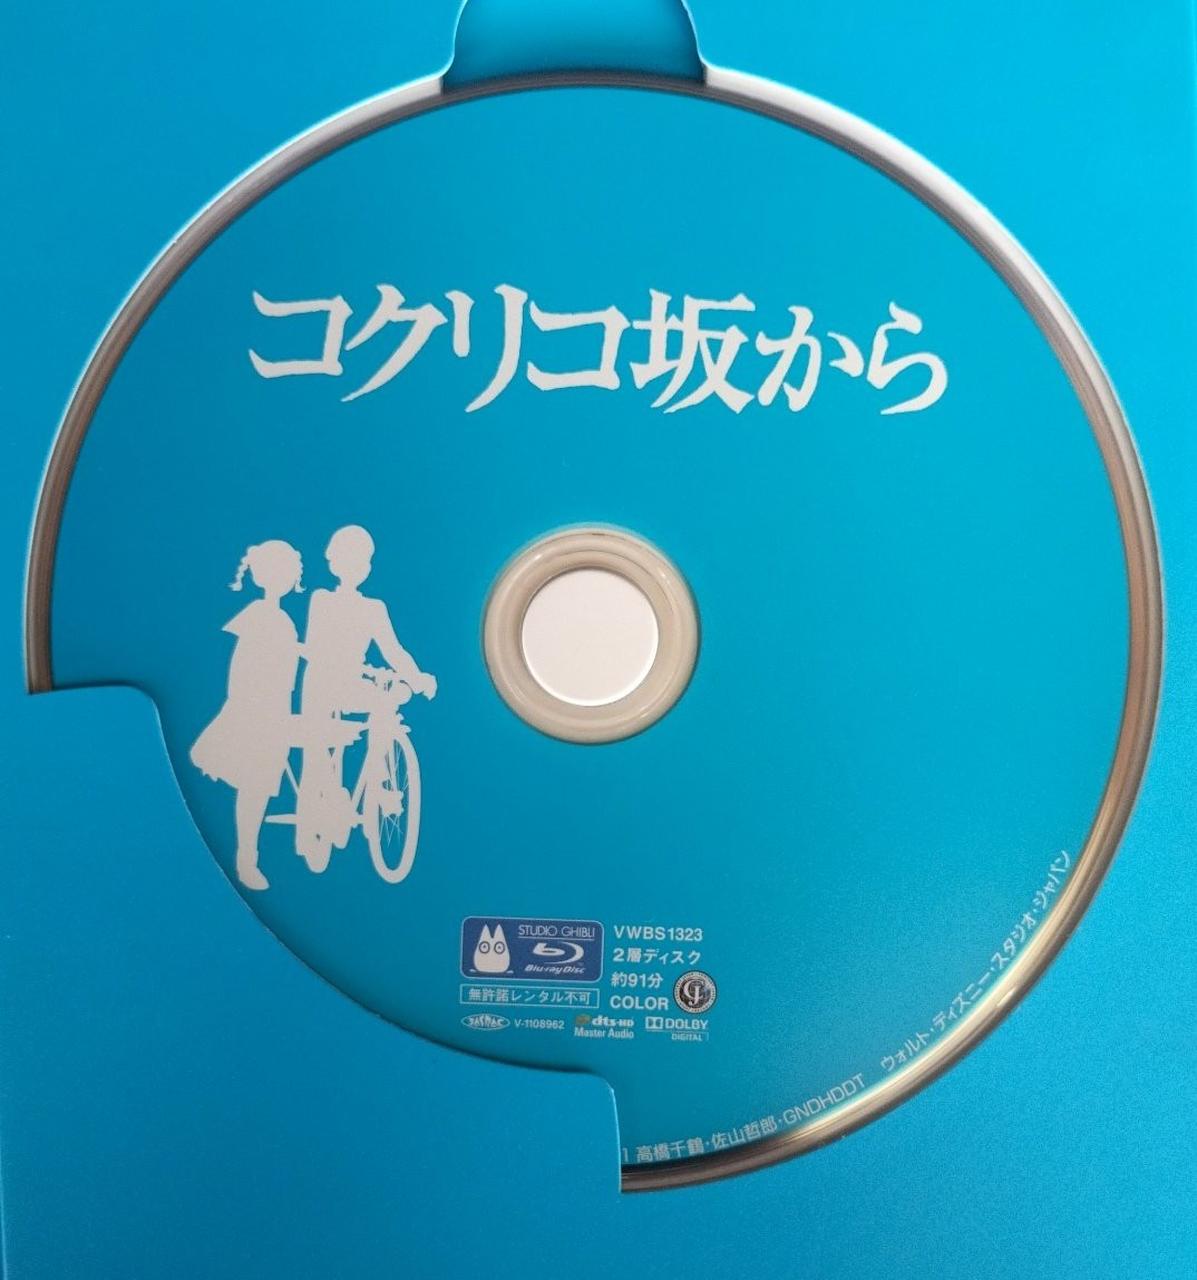 コクリコ坂から
STUDIO GHIBLI
Blu-ray Disc
VWBS1323
2層ディスク
約91分
COLOR
無許諾レンタル不可
JASRAC
V-1108962
dts-HD
Master Audio
DOLBY
DIGITAL
1 高橋千鶴・佐山哲郎・GNDHDDT ウォルト・ディズニー・スタジオ・ジャパン